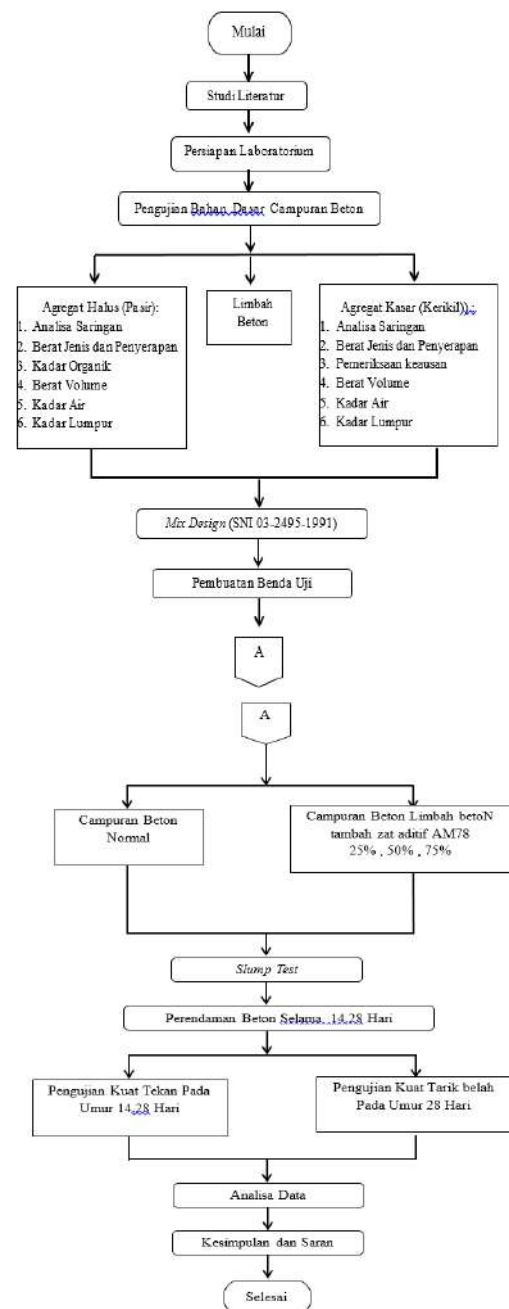 Mulai
Studi Literatur
Persiapan Laboratorium
Pengujian Bahan Dasar Campuran Beton
Agregat Halus (Pasir):
1. Analisa Saringan
2. Berat Jenis dan Penyerapan
3. Kadar Organik
4. Berat Volume
5. Kadar Air
6. Kadar Lumpur
Limbah
Beton
Agregat Kasar (Kerikil)):
1. Analisa Saringan
2. Berat Jenis dan Penyerapan
3. Pemeriksaan keausan
4. Berat Volume
5. Kadar Air
6. Kadar Lumpur
Mix Design (SNI 03-2495-1991)
Pembuatan Benda Uji
A
A
Campuran Beton
Normal
Campuran Beton Limbah betoN
tambah zat aditif AM78
25% , 50% , 75%
Slump Test
Perendaman Beton Selama 14,28 Hari
Pengujian Kuat Tekan Pada
Umur 14,28 Hari
Pengujian Kuat Tarik belah
Pada Umur 28 Hari
Analisa Data
Kesimpulan dan Saran
Selesai